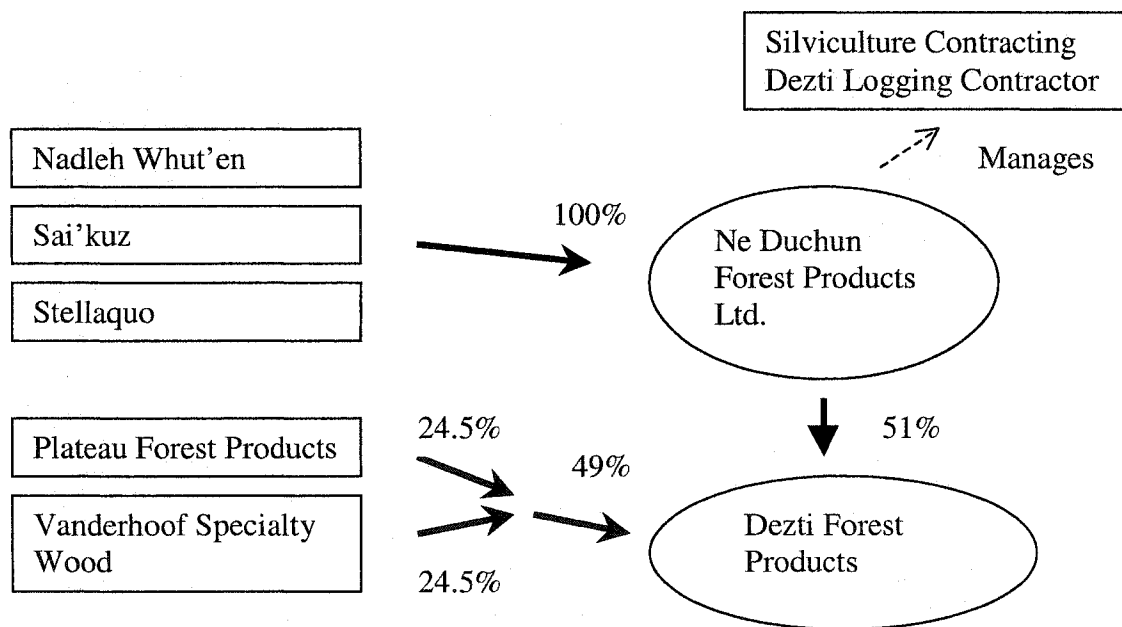 Silviculture Contracting
Dezti Logging Contractor
Manages
Nadleh Whut'en
Sai'kuz
Stellaquo
100%
Ne Duchun
Forest Products
Ltd.
51%
Plateau Forest Products
Vanderhoof Specialty
Wood
24.5%
49%
24.5%
Dezti Forest
Products